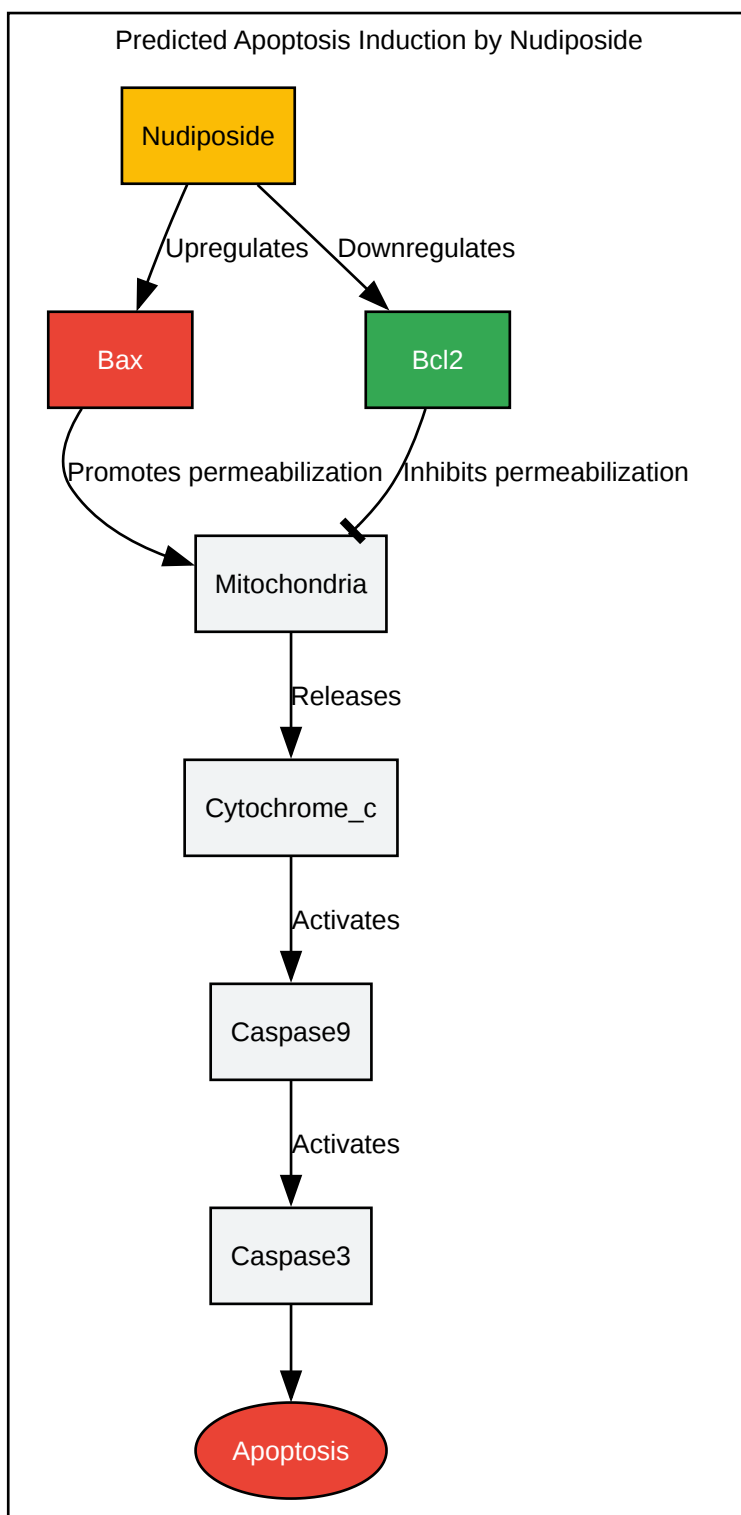 Predicted Apoptosis Induction by Nudiposide
Nudiposide
Upregulates
Downregulates
Bax
Bcl2
Promotes permeabilization
Inhibits permeabilization
Mitochondria
Releases
Cytochrome_c
Activates
Caspase9
Activates
Caspase3
Apoptosis